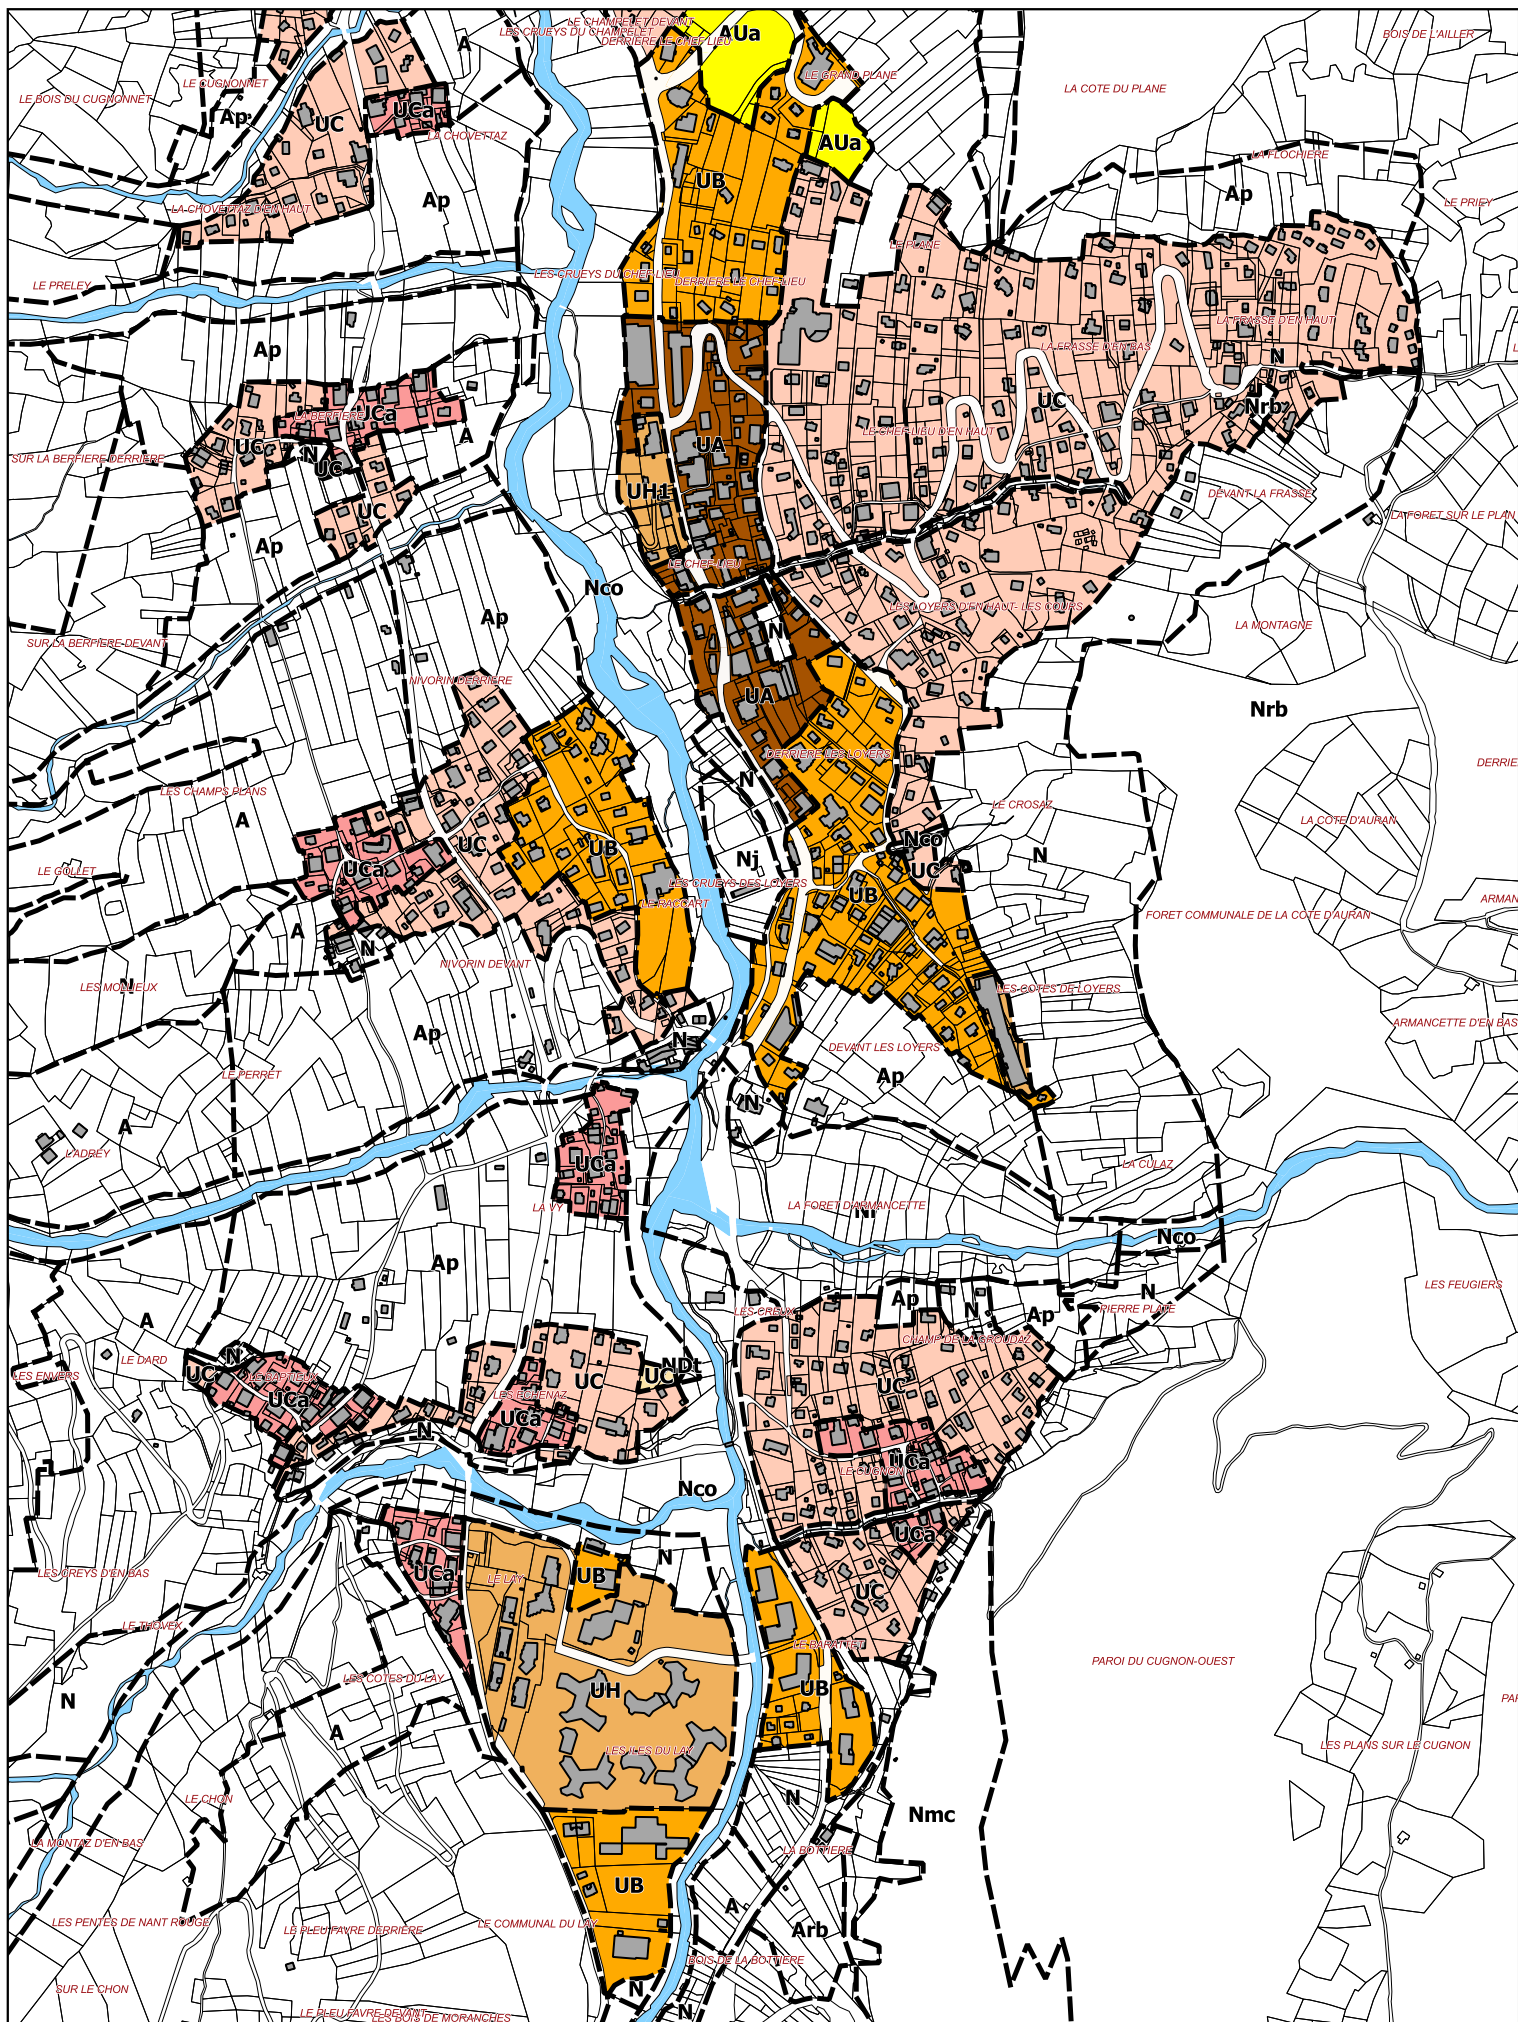 LE CHAMPELET DEVANT
LES CRUEYS DU CHAMPELET
DERRIERE LE CHEF LIEU
AUa
BOIS DE L'AILLER
A
LE CUGNONNET
LE GRAND PLANE
LE BOIS DU CUGNONNET
LA COTE DU PLANE
Ap
UC
UCa
LA CHOVETTAZ
AUa
LA FLOCHIERE
UB
Ap
Ap
LE PRIEY
LA CHOVETTAZ D'EN HAUT
LE PLANE
LES CRUEYS DU CHEF-LIEU
DERRIERE LE CHEF-LIEU
LE PRELEY
LA FRASSE D'EN HAUT
Ap
LA FRASSE D'EN BAS
N
UC
Nrb
LA BERFIERE
UCa
A
LE CHEF-LIEU D'EN HAUT
UA
UC
N
UC
SUR LA BERFIERE DERRIERE
UH1
DEVANT LA FRASSE
UC
LA FORET SUR LE PLAN
Ap
LE CHEF-LIEU
Nco
LES LOYERS D'EN HAUT- LES COURS
Ap
LA MONTAGNE
N
SUR LA BERFIERE DEVANT
NIVORIN DERRIERE
UA
Nrb
DERRIERE LES LOYERS
DERRIE
N
LES CHAMPS PLANS
LE CROSAZ
A
LA COTE D'AURAN
UC
UB
Nco
Nj
N
LE GOLLET
UCa
UC
LES CRUEYS DES LOYERS
UB
LE RACCART
ARMAN
FORET COMMUNALE DE LA COTE D'AURAN
A
N
NIVORIN DEVANT
LES MOLLIEUX
N
LES COTES DE LOYERS
ARMANCETTE D'EN BAS
Ap
N
DEVANT LES LOYERS
LE PERRET
Ap
N
A
L'ADREY
UCa
LA CULAZ
LA VY
LA FORET D'ARMANCETTE
Nco
Ap
LES FEUGIERS
N
Ap
N
Ap
PIERRE PLATE
LES CREUX
A
CHAMP DE LA GROUDAZ
LE DARD
N
NDt
LES ENVERS
UC
LE BAPTIEUX
UC
UC
UC
UCa
LES ECHENAZ
UCa
N
UCa
LE CUGNON
Nco
UCa
N
LES CREYS D'EN BAS
UCa
LE LAY
UB
UC
LE THOVEX
LE BARATTET
PAROI DU CUGNON-OUEST
LES COTES DU LAY
UH
UB
N
A
LES ILES DU LAY
LES PLANS SUR LE CUGNON
LE CHON
N
Nmc
LA MONTAZ D'EN BAS
LA BOTTIERE
UB
A
LES PENTES DE NANT ROUGE
LE PLEU FAVRE DERRIERE
LE COMMUNAL DU LAY
Arb
BOIS DE LA BOTTIERE
SUR LE CHON
N
N
LE PLEU FAVRE DEVANT
LES BOIS DE MORANCHES